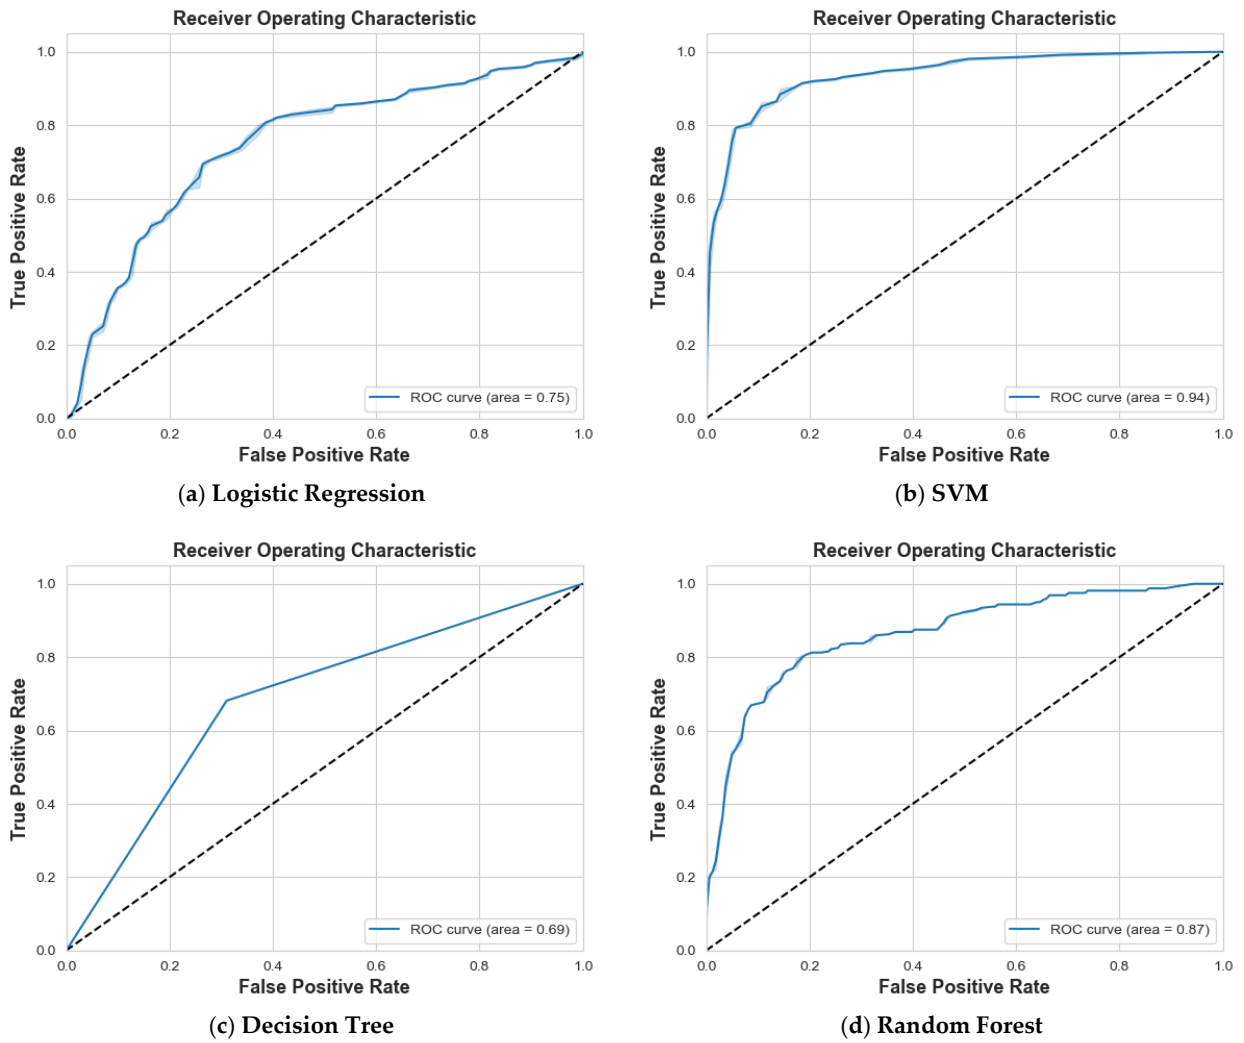 Receiver Operating Characteristic
1.0
0.8
0.6
0.4
0.2
0.0
True Positive Rate
ROC curve (area = 0.75)
0.0 0.2 0.4 0.6 0.8 1.0
False Positive Rate
(a) Logistic Regression
Receiver Operating Characteristic
1.0
0.8
0.6
0.4
0.2
0.0
True Positive Rate
ROC curve (area = 0.94)
0.0 0.2 0.4 0.6 0.8 1.0
False Positive Rate
(b) SVM
Receiver Operating Characteristic
1.0
0.8
0.6
0.4
0.2
0.0
True Positive Rate
ROC curve (area = 0.69)
0.0 0.2 0.4 0.6 0.8 1.0
False Positive Rate
(c) Decision Tree
Receiver Operating Characteristic
1.0
0.8
0.6
0.4
0.2
0.0
True Positive Rate
ROC curve (area = 0.87)
0.0 0.2 0.4 0.6 0.8 1.0
False Positive Rate
(d) Random Forest